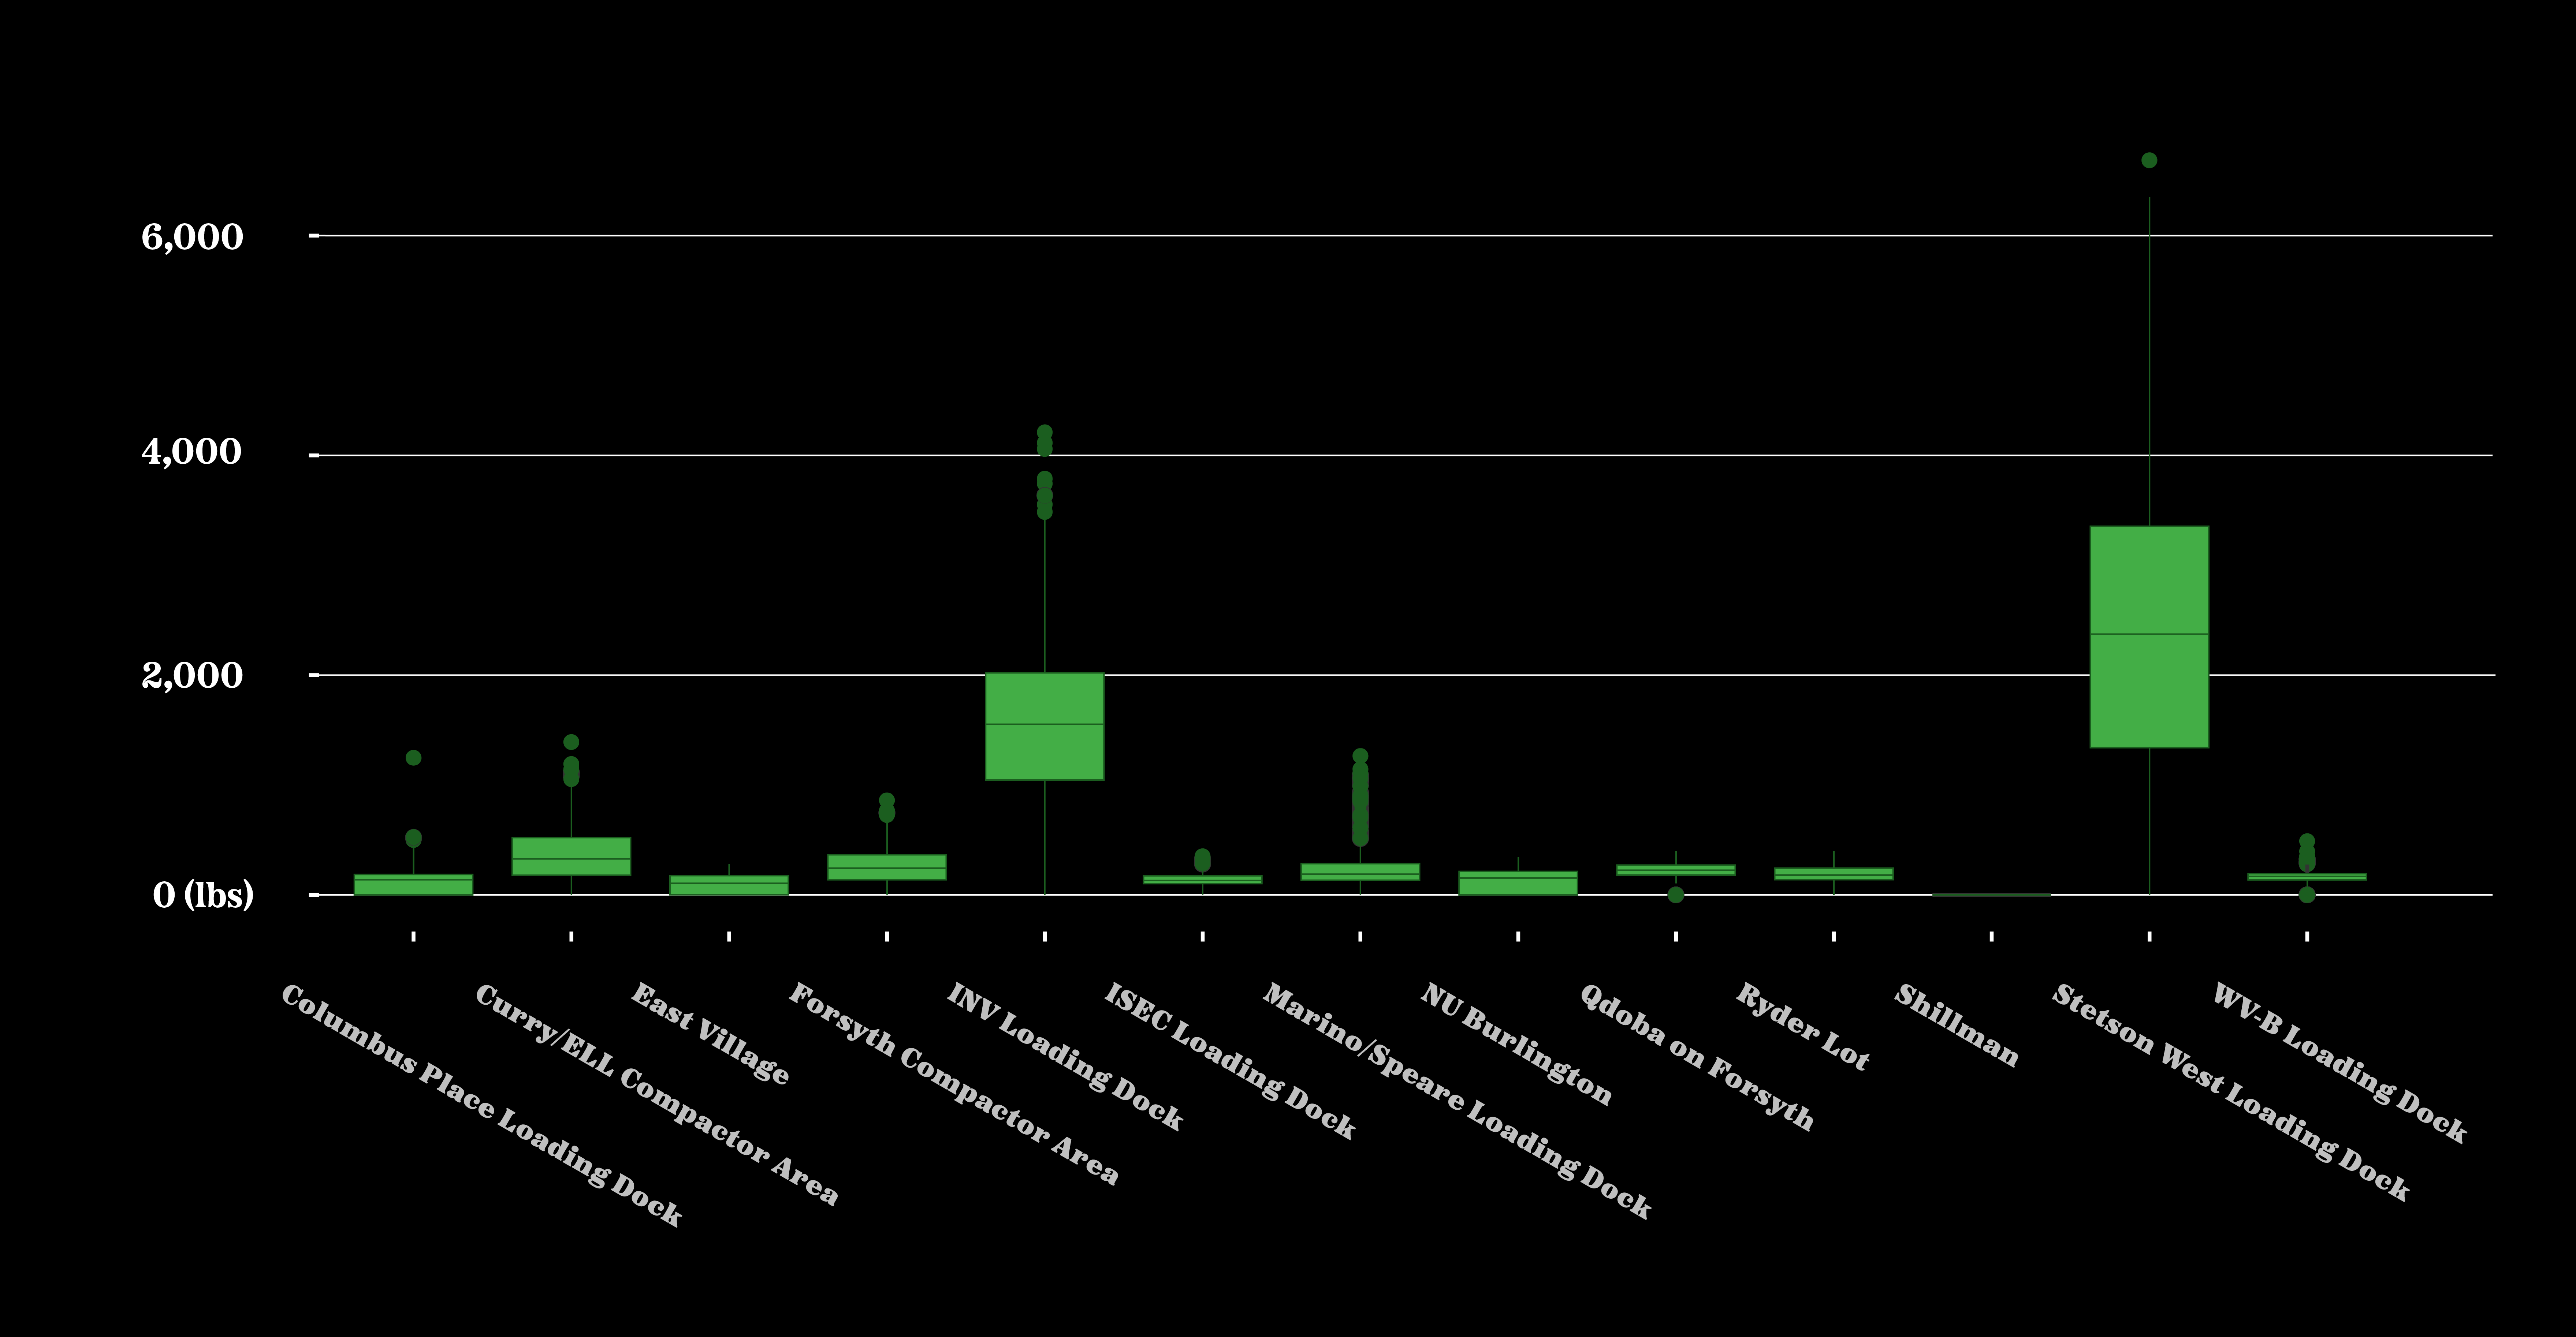 6,000
4,000
2,000
0 (lbs)
Columbus Place Loading Dock
Curry/ELL Compactor Area
East Village
Forsyth Compactor Area
INV Loading Dock
ISEC Loading Dock
Marino/Speare Loading Dock
NU Burlington
Qdoba on Forsyth
Ryder Lot
Shillman
Stetson West Loading Dock
WV-B Loading Dock